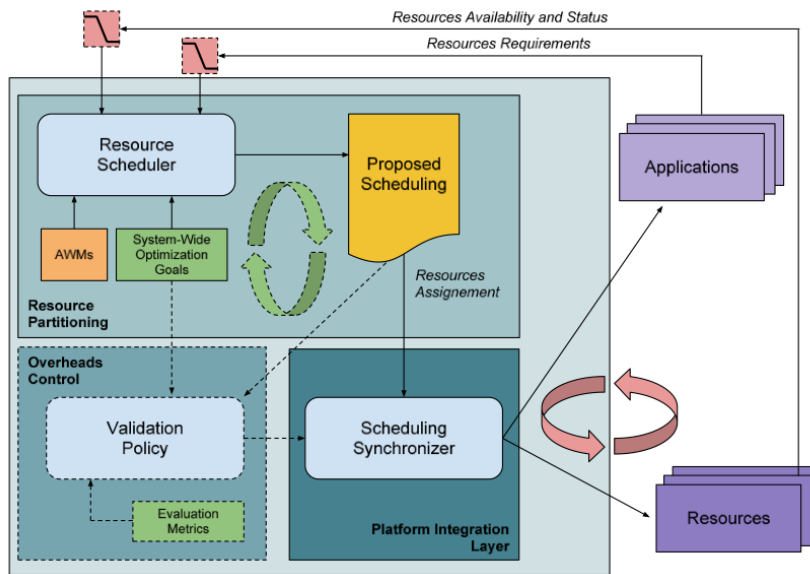 Resources Availability and Status
Resources Requirements
Resource
Scheduler
Proposed
Scheduling
Applications
AWMs
System-Wide
Optimization
Goals
Resources
Assignement
Resource
Partitioning
Overheads
Control
Validation
Policy
Scheduling
Synchronizer
Evaluation
Metrics
Platform Integration
Layer
Resources